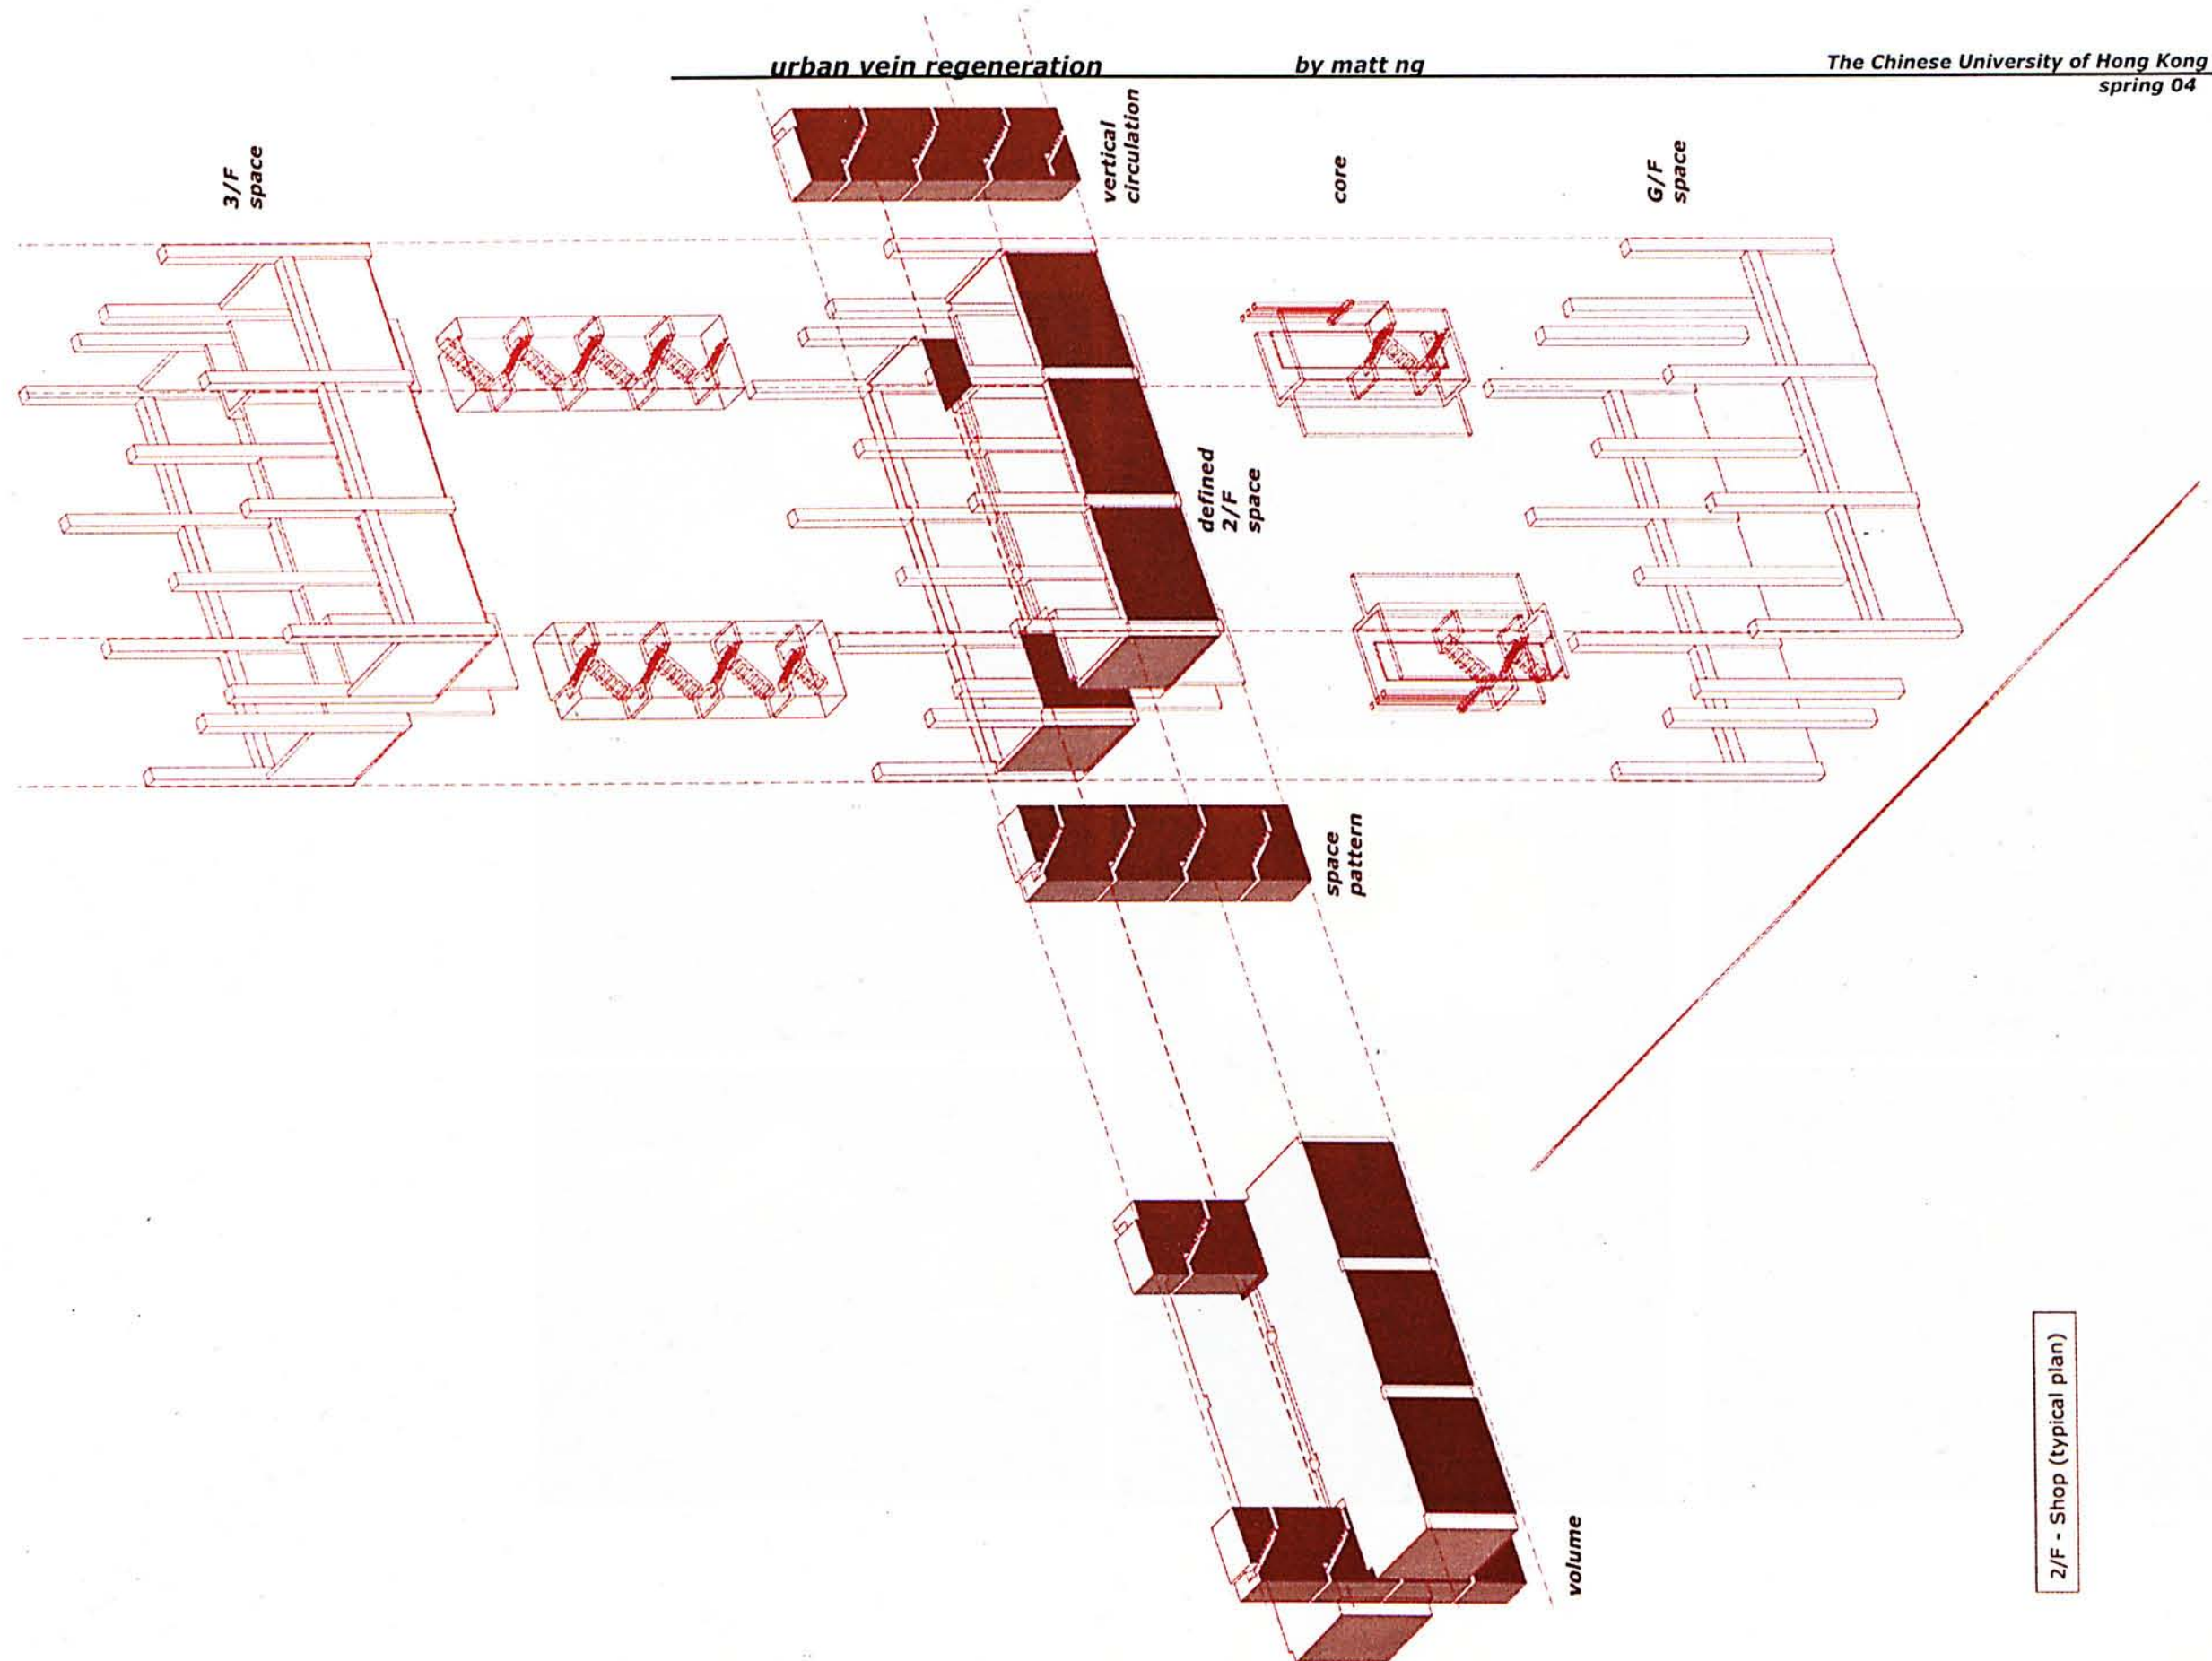 urban vein regeneration
by matt ng
The Chinese University of Hong Kong
spring 04
3/F
space
vertical
circulation
core
G/F
space
defined
2/F
space
space
pattern
volume
2/F - Shop (typical plan)